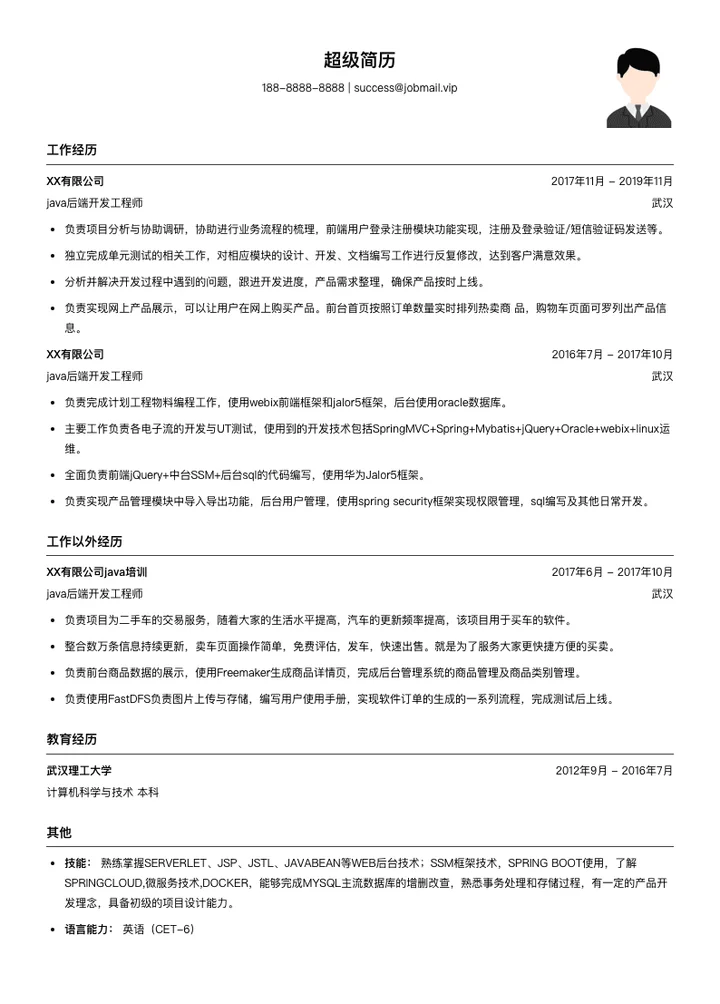 超级简历
188-8888-8888 | success@jobmail.vip
工作经历
XX有限公司 2017年11月 – 2019年11月
java后端开发工程师 武汉
• 负责项目分析与协助调研，协助进行业务流程的梳理，前端用户登录注册模块功能实现，注册及登录验证/短信验证码发送等。
• 独立完成单元测试的相关工作，对相应模块的设计、开发、文档编写工作进行反复修改，达到客户满意效果。
• 分析并解决开发过程中遇到的问题，跟进开发进度，产品需求整理，确保产品按时上线。
• 负责实现网上产品展示，可以让用户在网上购买产品。前台首页按照订单数量实时排列热卖商 品，购物车页面可罗列出产品信
息。
XX有限公司 2016年7月 – 2017年10月
java后端开发工程师 武汉
• 负责完成计划工程物料编程工作，使用webix前端框架和jalor5框架，后台使用oracle数据库。
• 主要工作负责各电子流的开发与UT测试，使用到的开发技术包括SpringMVC+Spring+Mybatis+jQuery+Oracle+webix+linux运
维。
• 全面负责前端jQuery+中台SSM+后台sql的代码编写，使用华为Jalor5框架。
• 负责实现产品管理模块中导入导出功能，后台用户管理，使用spring security框架实现权限管理，sql编写及其他日常开发。
工作以外经历
XX有限公司java培训 2017年6月 – 2017年10月
java后端开发工程师 武汉
• 负责项目为二手车的交易服务，随着大家的生活水平提高，汽车的更新频率提高，该项目用于买车的软件。
• 整合数万条信息持续更新，卖车页面操作简单，免费评估，发车，快速出售。就是为了服务大家更快捷方便的买卖。
• 负责前台商品数据的展示，使用Freemaker生成商品详情页，完成后台管理系统的商品管理及商品类别管理。
• 负责使用FastDFS负责图片上传与存储，编写用户使用手册，实现软件订单的生成的一系列流程，完成测试后上线。
教育经历
武汉理工大学 2012年9月 – 2016年7月
计算机科学与技术 本科
其他
• 技能： 熟练掌握SERVERLET、JSP、JSTL、JAVABEAN等WEB后台技术；SSM框架技术，SPRING BOOT使用，了解
SPRINGCLOUD,微服务技术,DOCKER，能够完成MYSQL主流数据库的增删改查，熟悉事务处理和存储过程，有一定的产品开
发理念，具备初级的项目设计能力。
• 语言能力： 英语（CET-6）